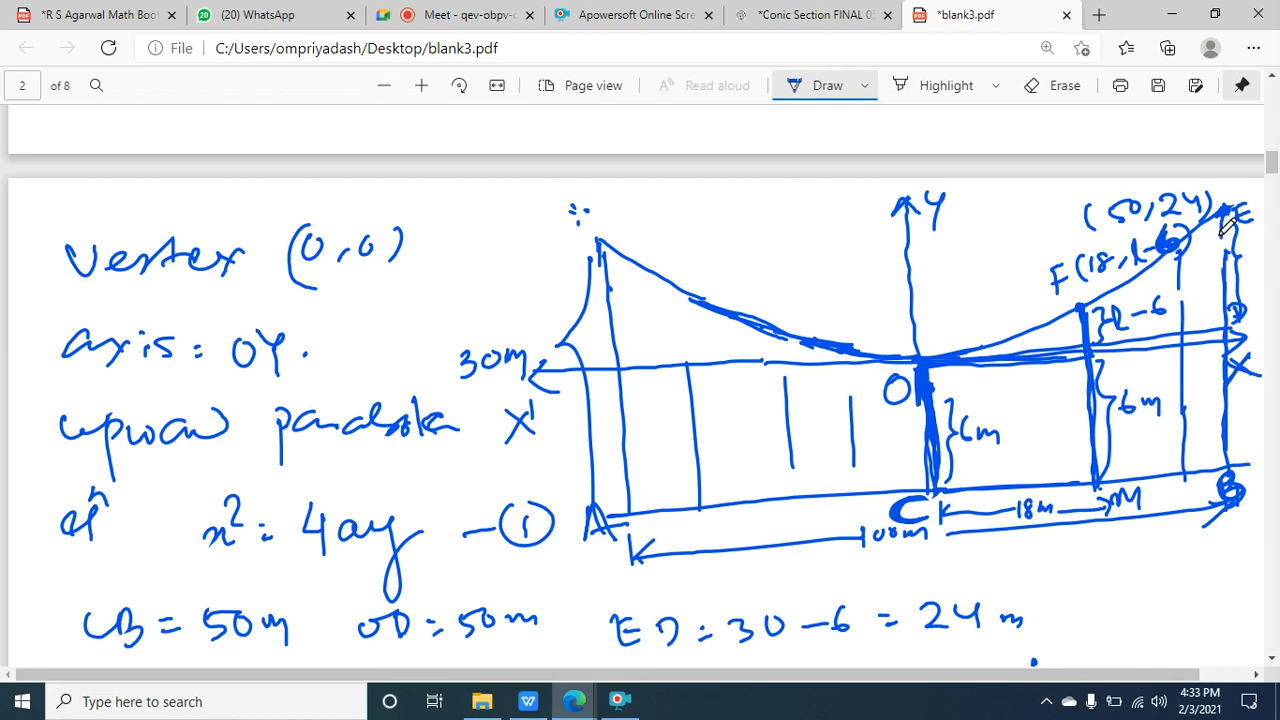 *R S Agarwal Math Boo
(20) WhatsApp
Meet - qev-obpv-c
Apowersoft Online Scre
*Conic Section FINAL 05
*blank3.pdf
File
C:/Users/ompriyadash/Desktop/blank3.pdf
2 of 8
Page view
Read aloud
Draw
Highlight
Erase
Y
(50, 24) E
Vertex (0,0)
F (18, k-6)
axis: OY.
30m
k-6
D
X
O
6m
6m
upward parabola X'
eqn x² = 4ay —①
A
C
18m M
B
100m
CB = 50m OD = 50m ED = 30 - 6 = 24 m
Type here to search
4:33 PM
2/3/2021